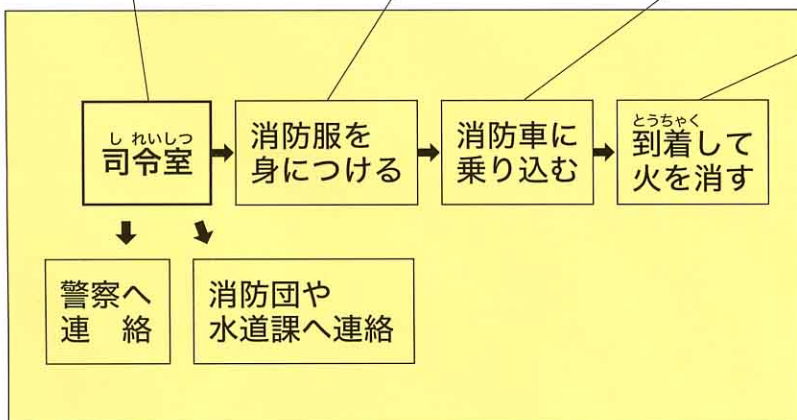 しれいしつ
司令室
消防服を
身につける
消防車に
乗り込む
とうちゃく
到着して
火を消す
警察へ
連　絡
消防団や
水道課へ連絡